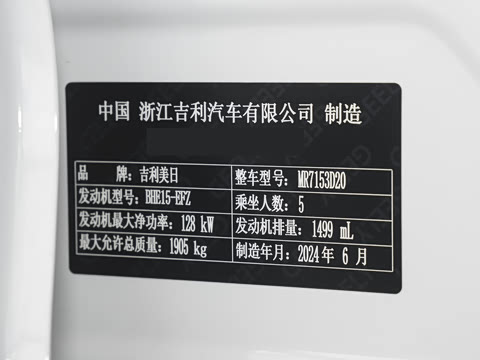 中国 浙江吉利汽车有限公司 制造
品 牌：吉利美日 整车型号：MR7153D20
发动机型号：BHE15-EFZ 乘坐人数：5
发动机最大净功率：128 kW 发动机排量：1499 mL
最大允许总质量：1905 kg 制造年月：2024年 6 月